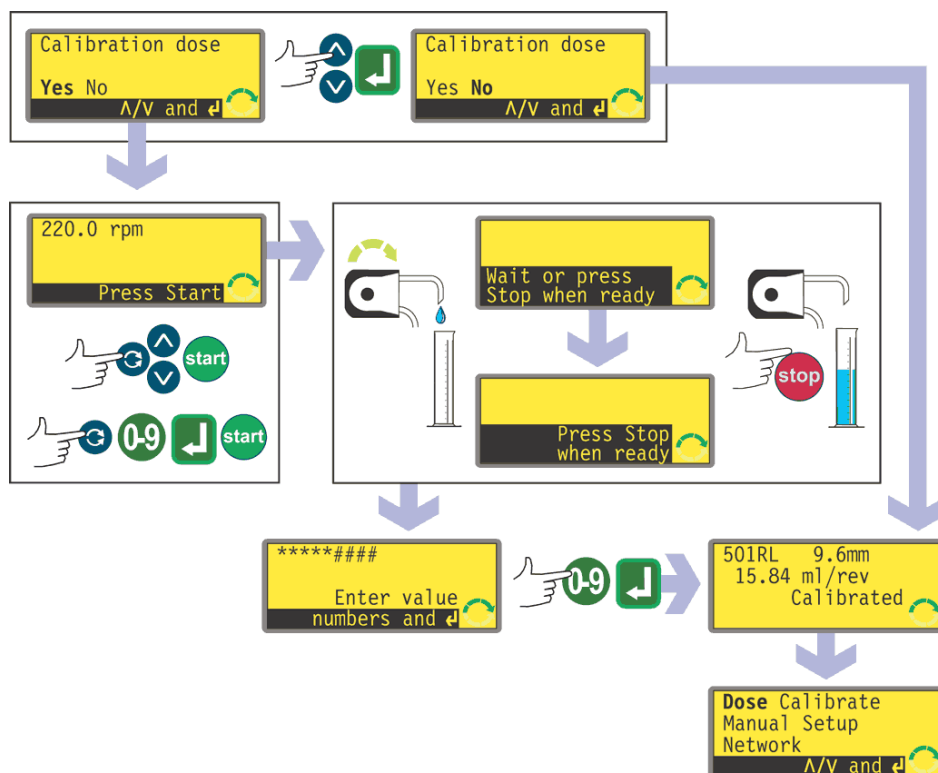 Calibration dose
Yes No
∧/∨ and ↲
Calibration dose
Yes No
∧/∨ and ↲
220.0 rpm
Press Start
start
0-9
start
Wait or press
Stop when ready
stop
Press Stop
when ready
*****####
Enter value
numbers and ↲
0-9
501RL 9.6mm
15.84 ml/rev
Calibrated
Dose Calibrate
Manual Setup
Network
∧/∨ and ↲